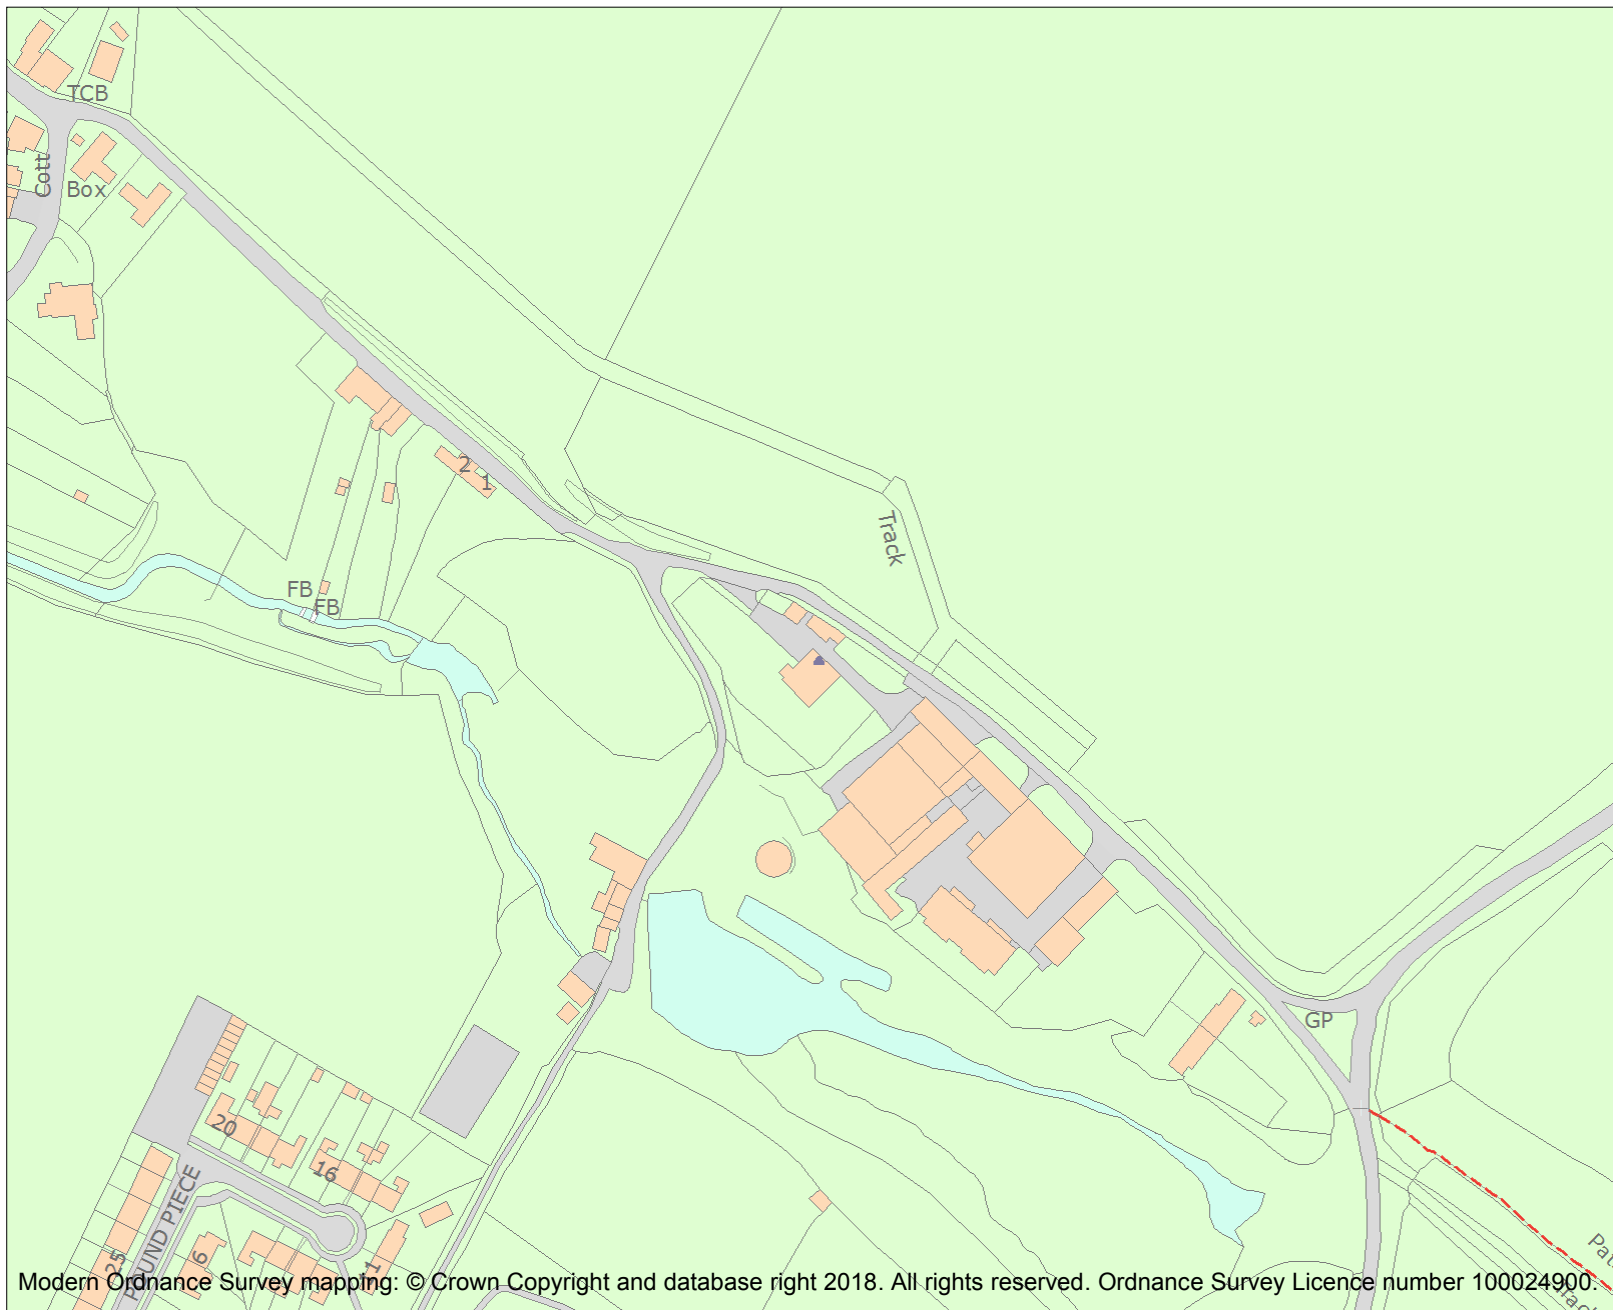 TCB
Cott
Box
2
1
Track
FB
FB
GP
20
16
POUND PIECE
25
6
11
Modern Ordnance Survey mapping: © Crown Copyright and database right 2018. All rights reserved. Ordnance Survey Licence number 100024900.